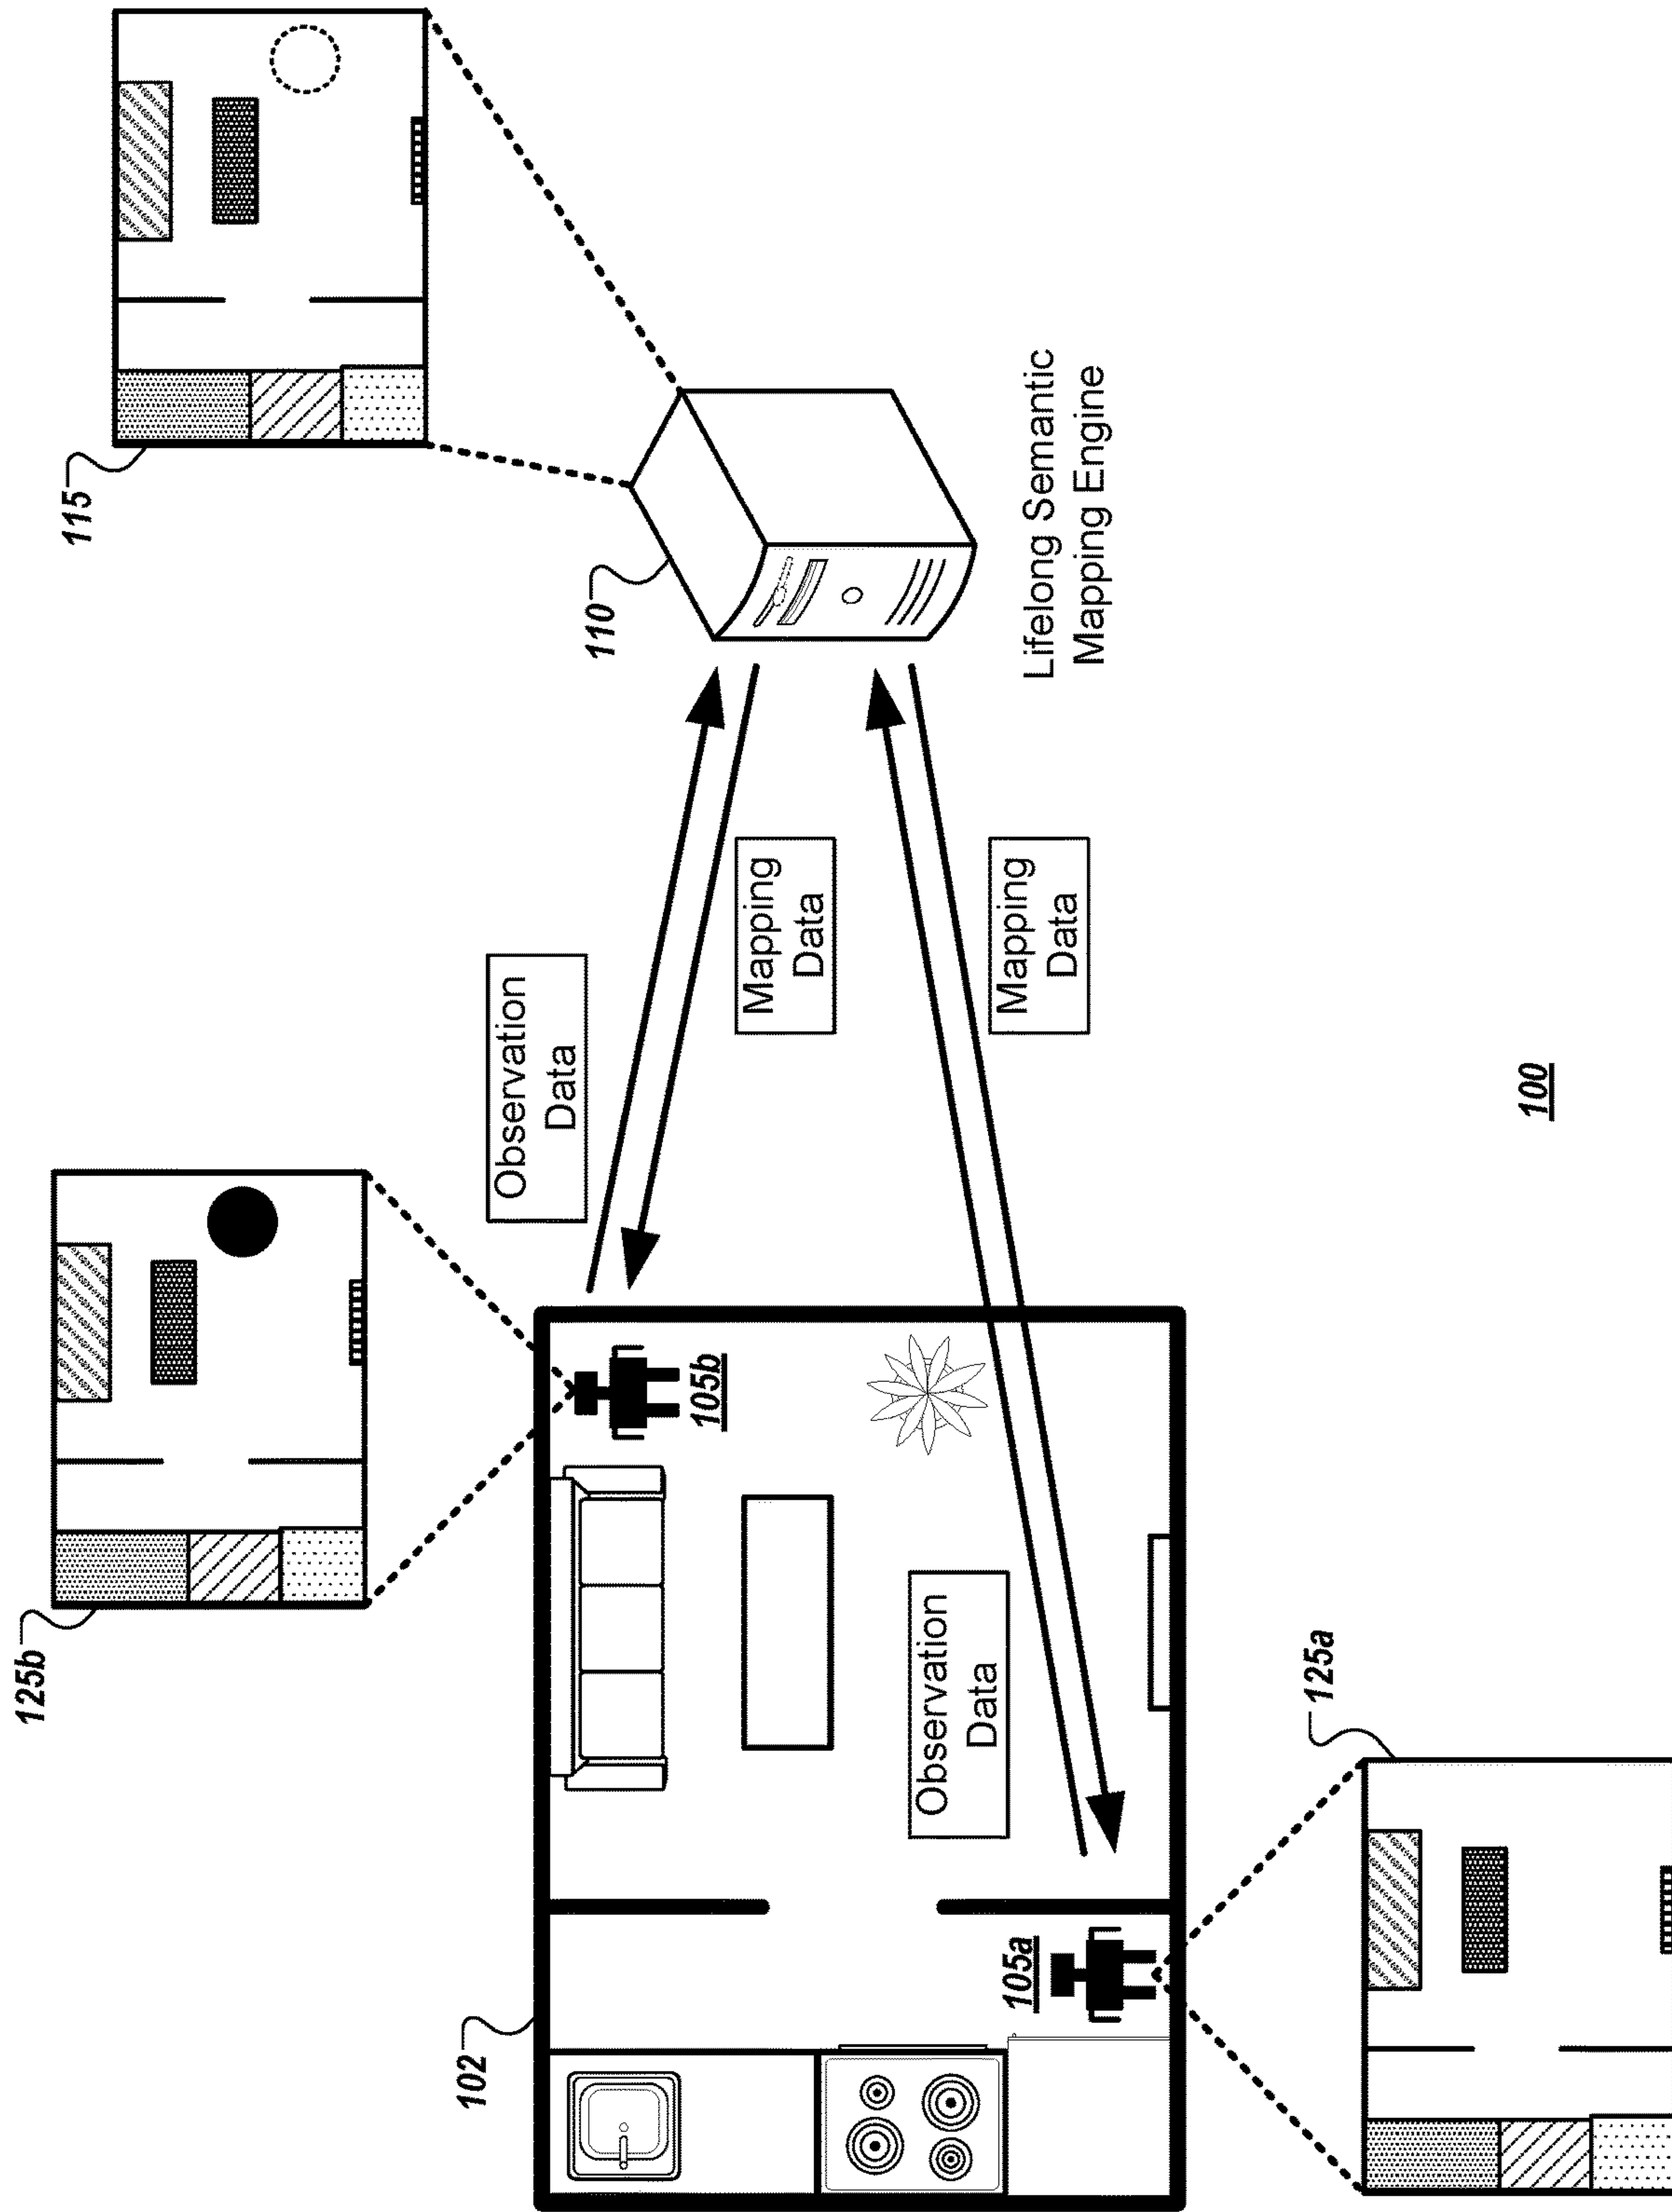 125b
115
102
105b
105a
125a
Observation
Data
Observation
Data
Mapping
Data
Mapping
Data
110
Lifelong Semantic
Mapping Engine
100